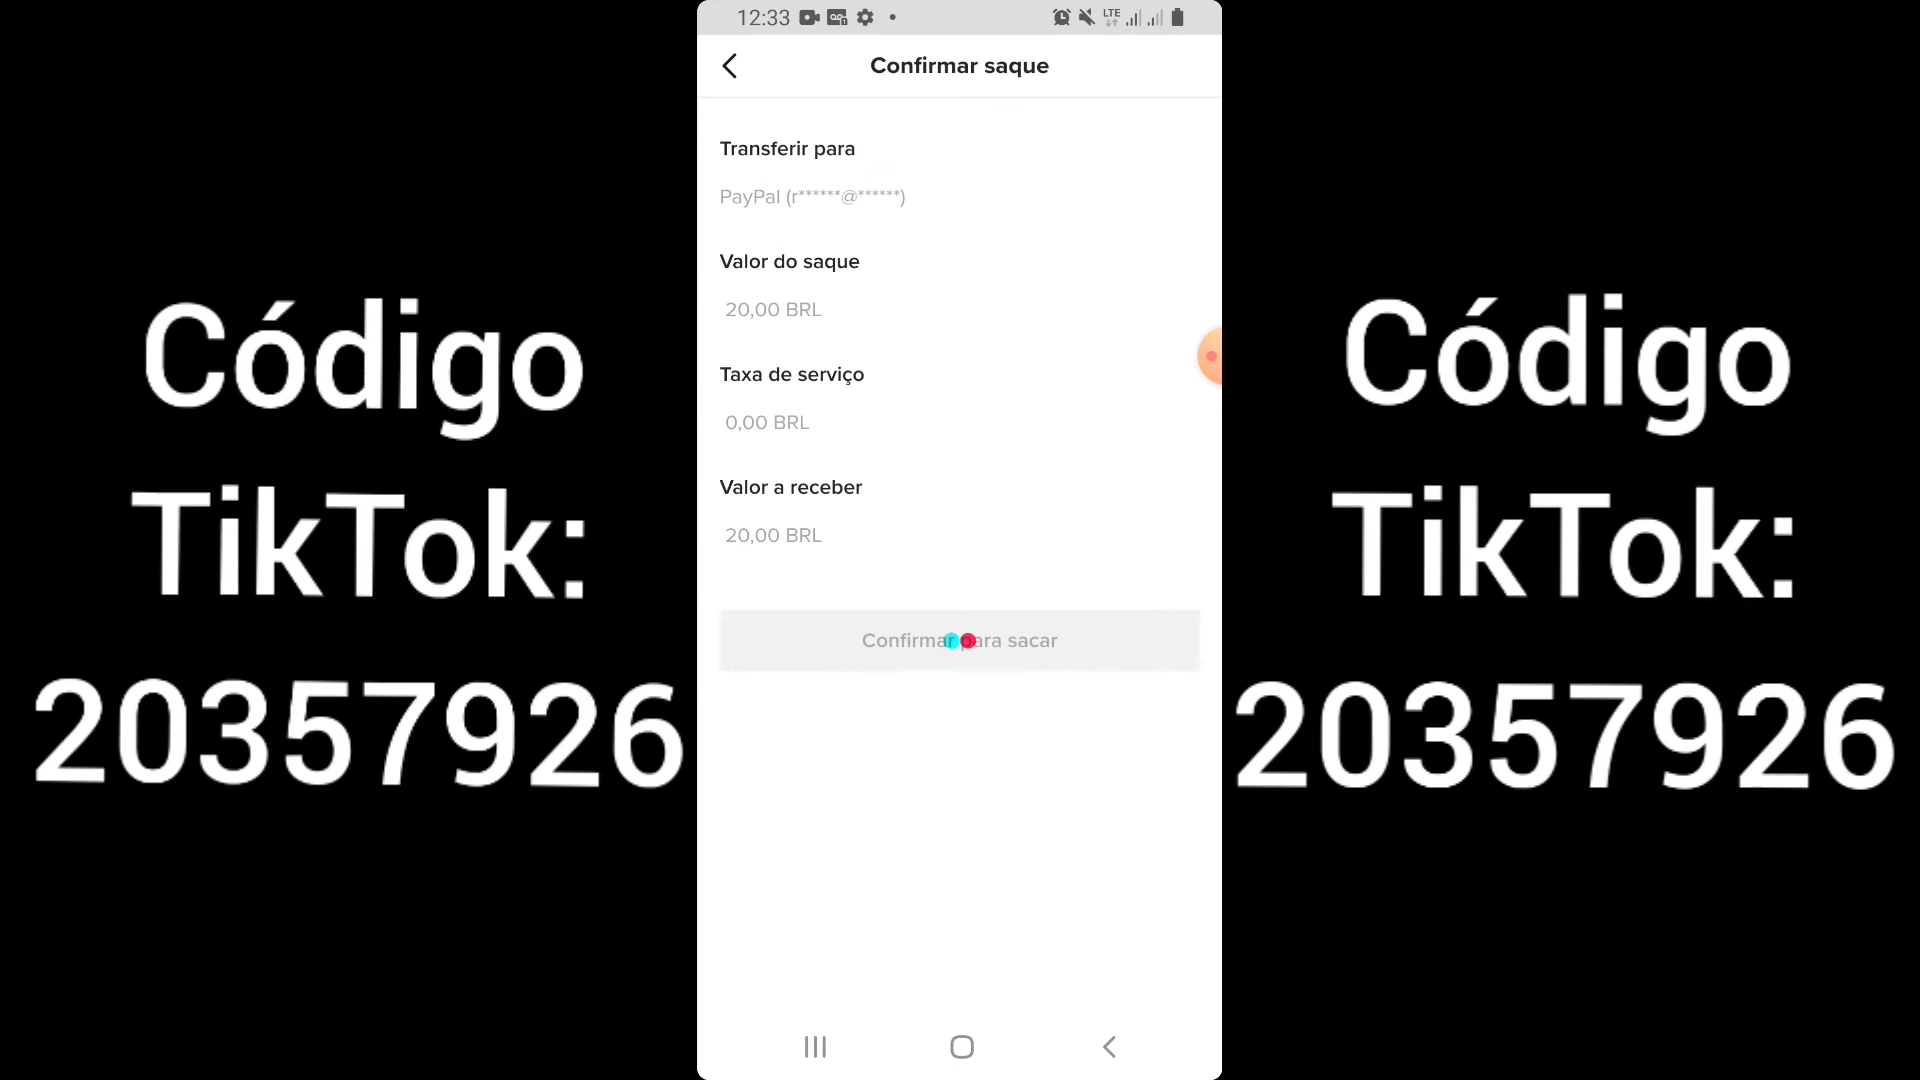 12:33
LTE
Confirmar saque
Transferir para
PayPal (r******@******)
Valor do saque
20,00 BRL
Taxa de serviço
0,00 BRL
Valor a receber
20,00 BRL
Confirmar para sacar
Código
TikTok:
20357926
Código
TikTok:
20357926